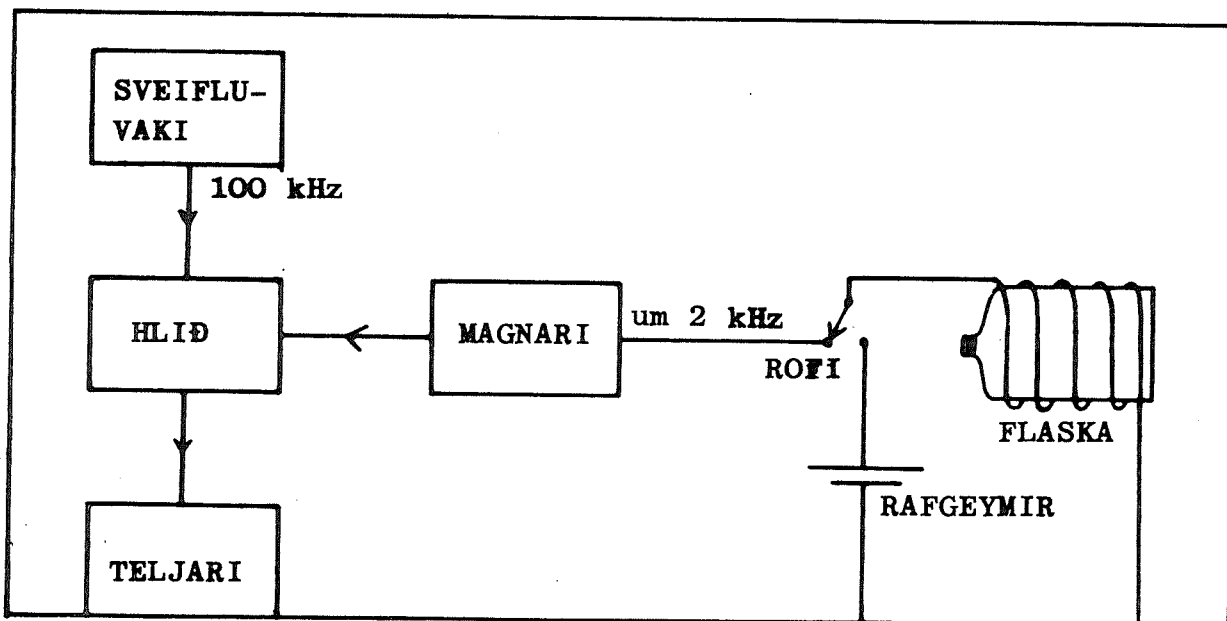 SVEIFLU-
VAKI
100 kHz
HLIÐ
MAGNARI
um 2 kHz
ROFI
FLASKA
RAFGEYMIR
TELJARI